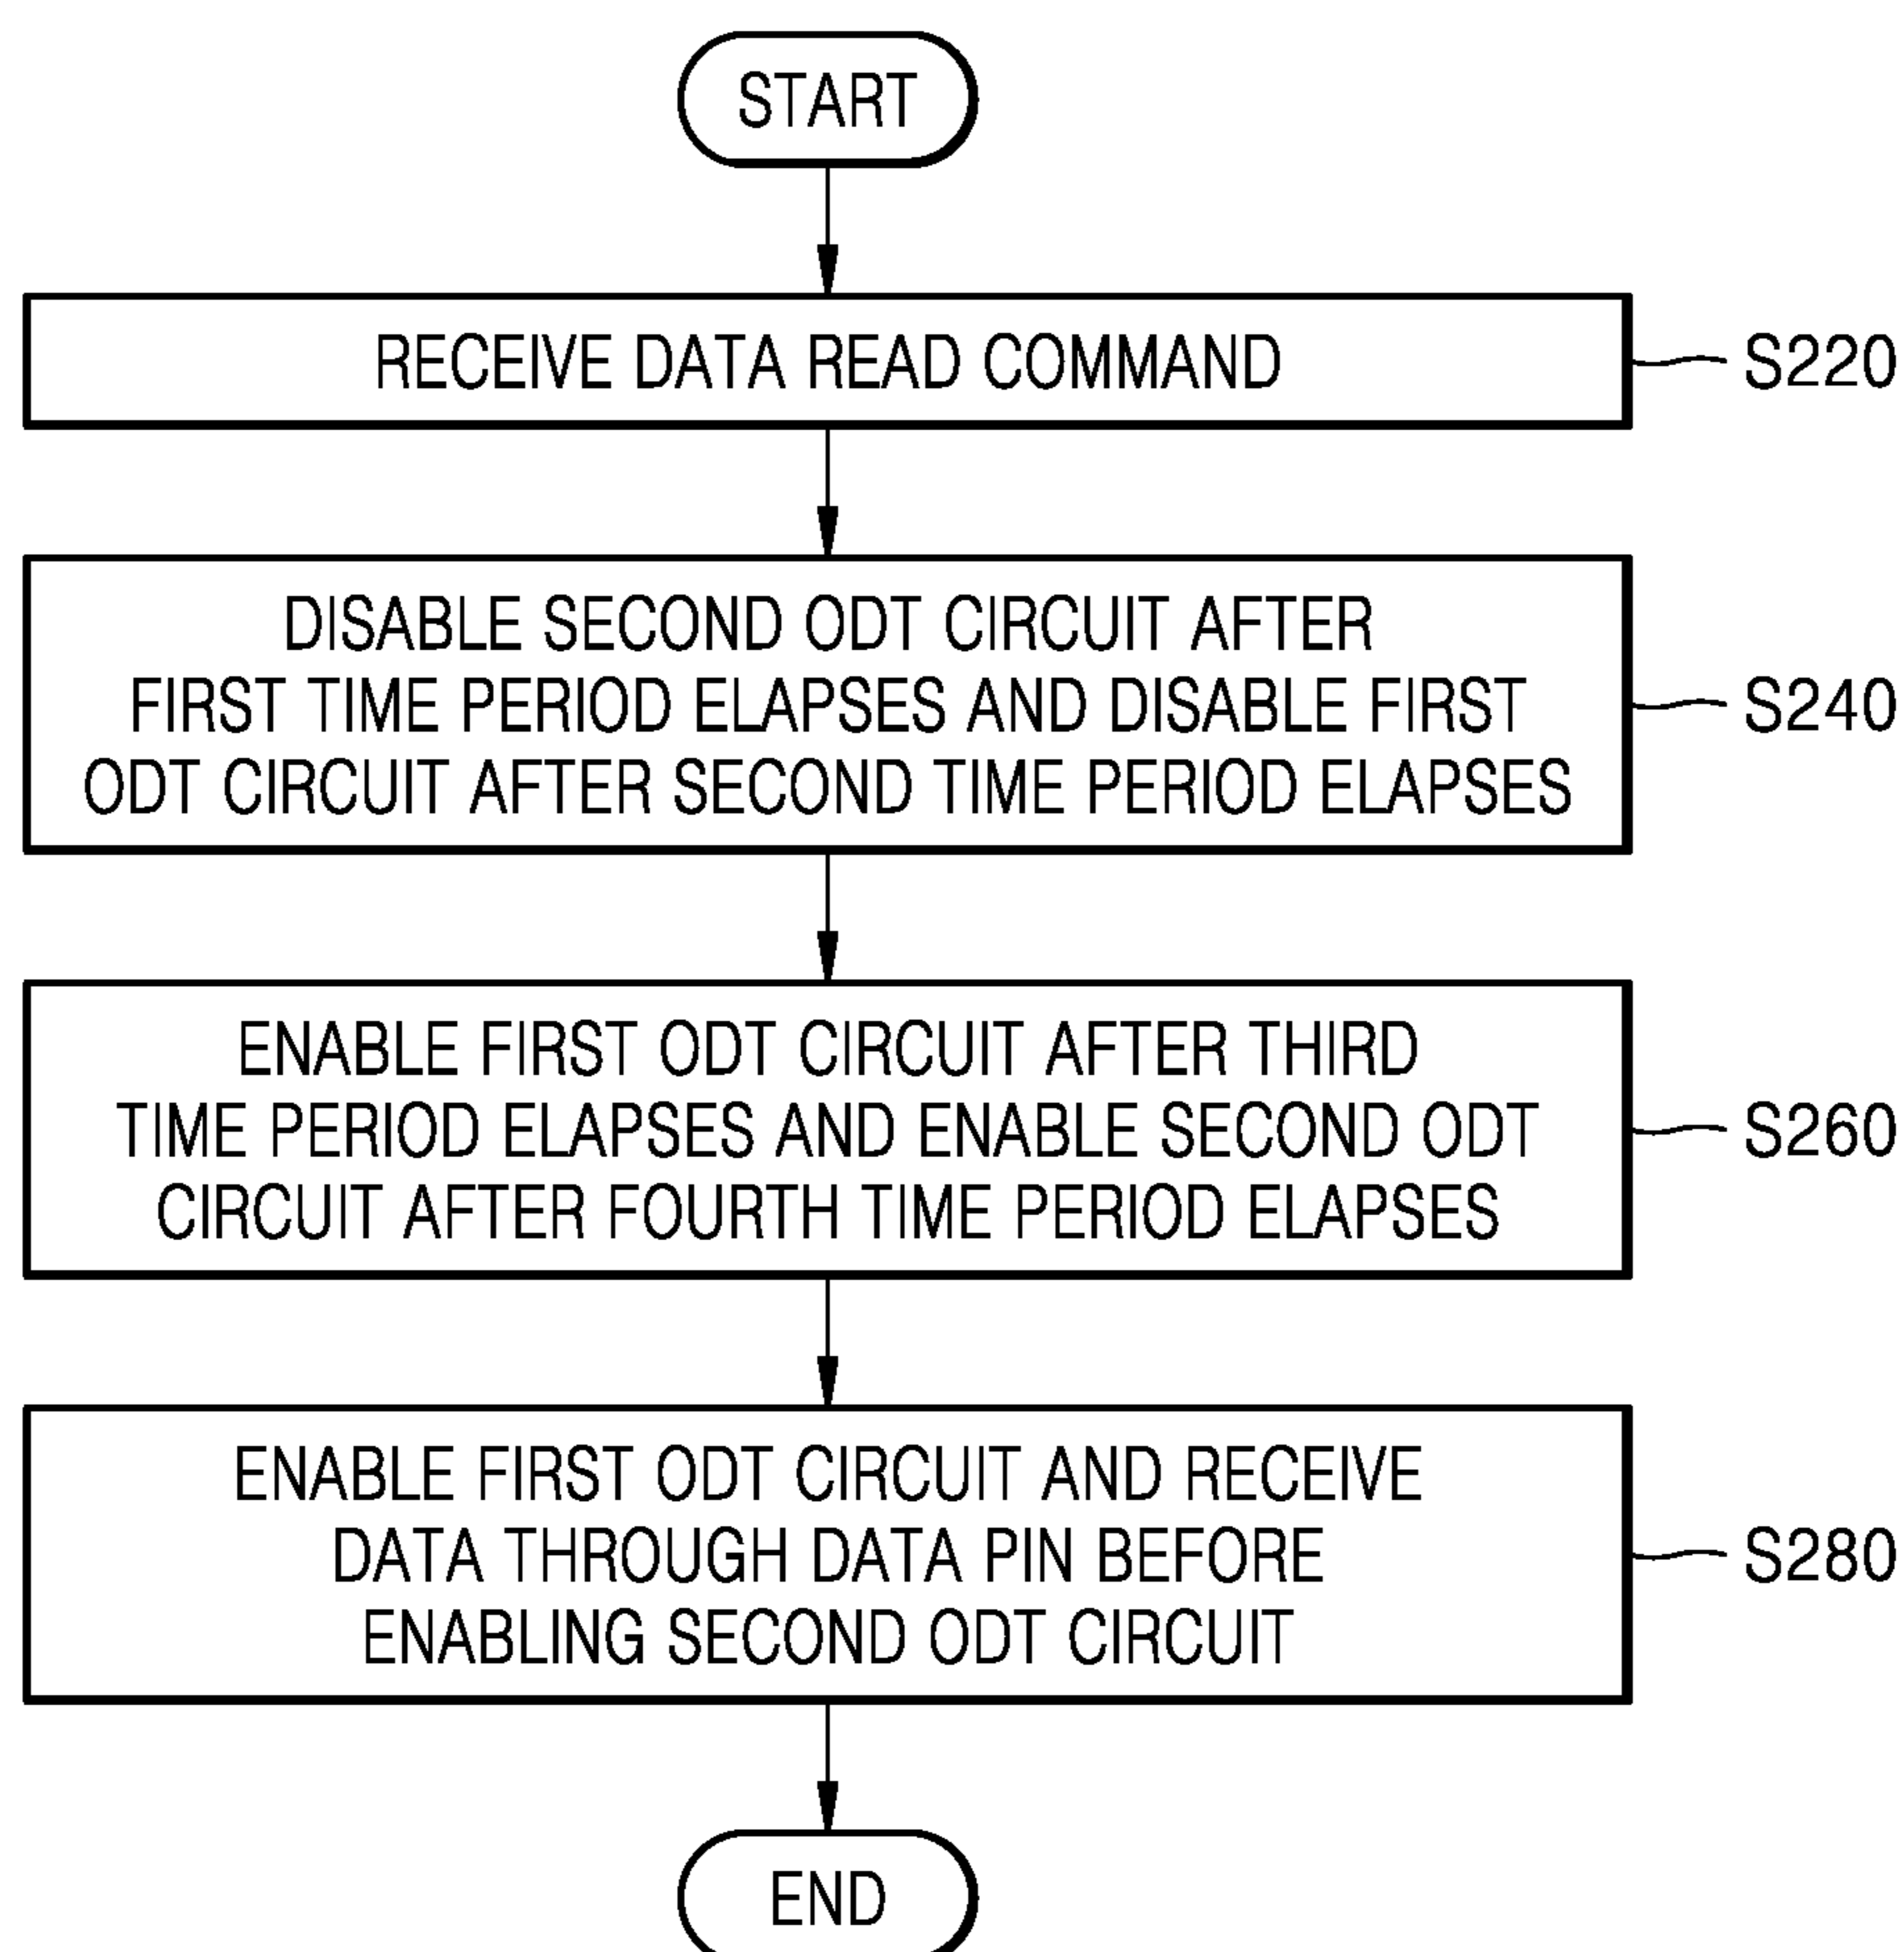 START
RECEIVE DATA READ COMMAND
S220
DISABLE SECOND ODT CIRCUIT AFTER
FIRST TIME PERIOD ELAPSES AND DISABLE FIRST
ODT CIRCUIT AFTER SECOND TIME PERIOD ELAPSES
S240
ENABLE FIRST ODT CIRCUIT AFTER THIRD
TIME PERIOD ELAPSES AND ENABLE SECOND ODT
CIRCUIT AFTER FOURTH TIME PERIOD ELAPSES
S260
ENABLE FIRST ODT CIRCUIT AND RECEIVE
DATA THROUGH DATA PIN BEFORE
ENABLING SECOND ODT CIRCUIT
S280
END